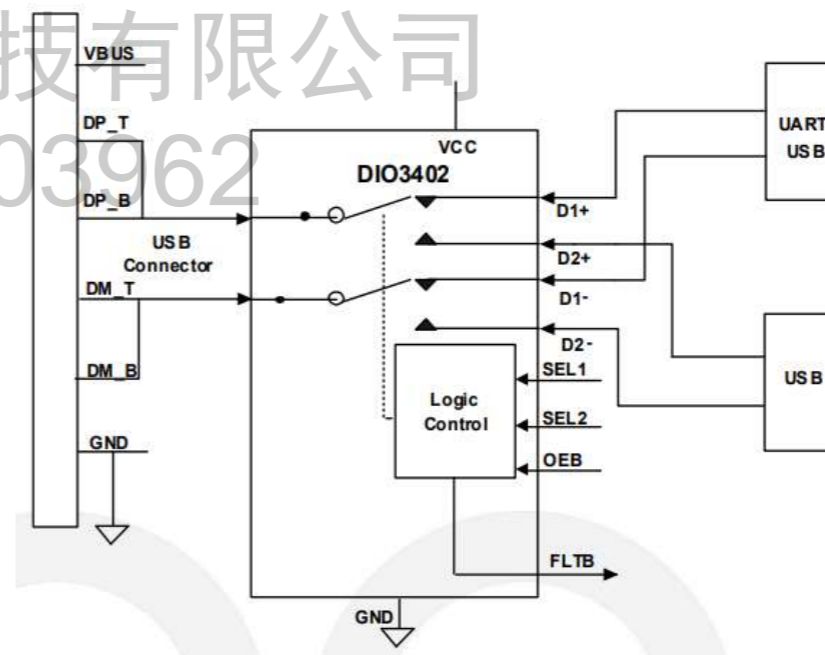 技有限公司
03962
VBUS
DP_T
DP_B
USB
Connector
DM_T
DM_B
GND
VCC
DIO3402
D1+
D2+
D1-
D2-
SEL1
SEL2
OEB
Logic
Control
FLTB
GND
UART
USB
USB